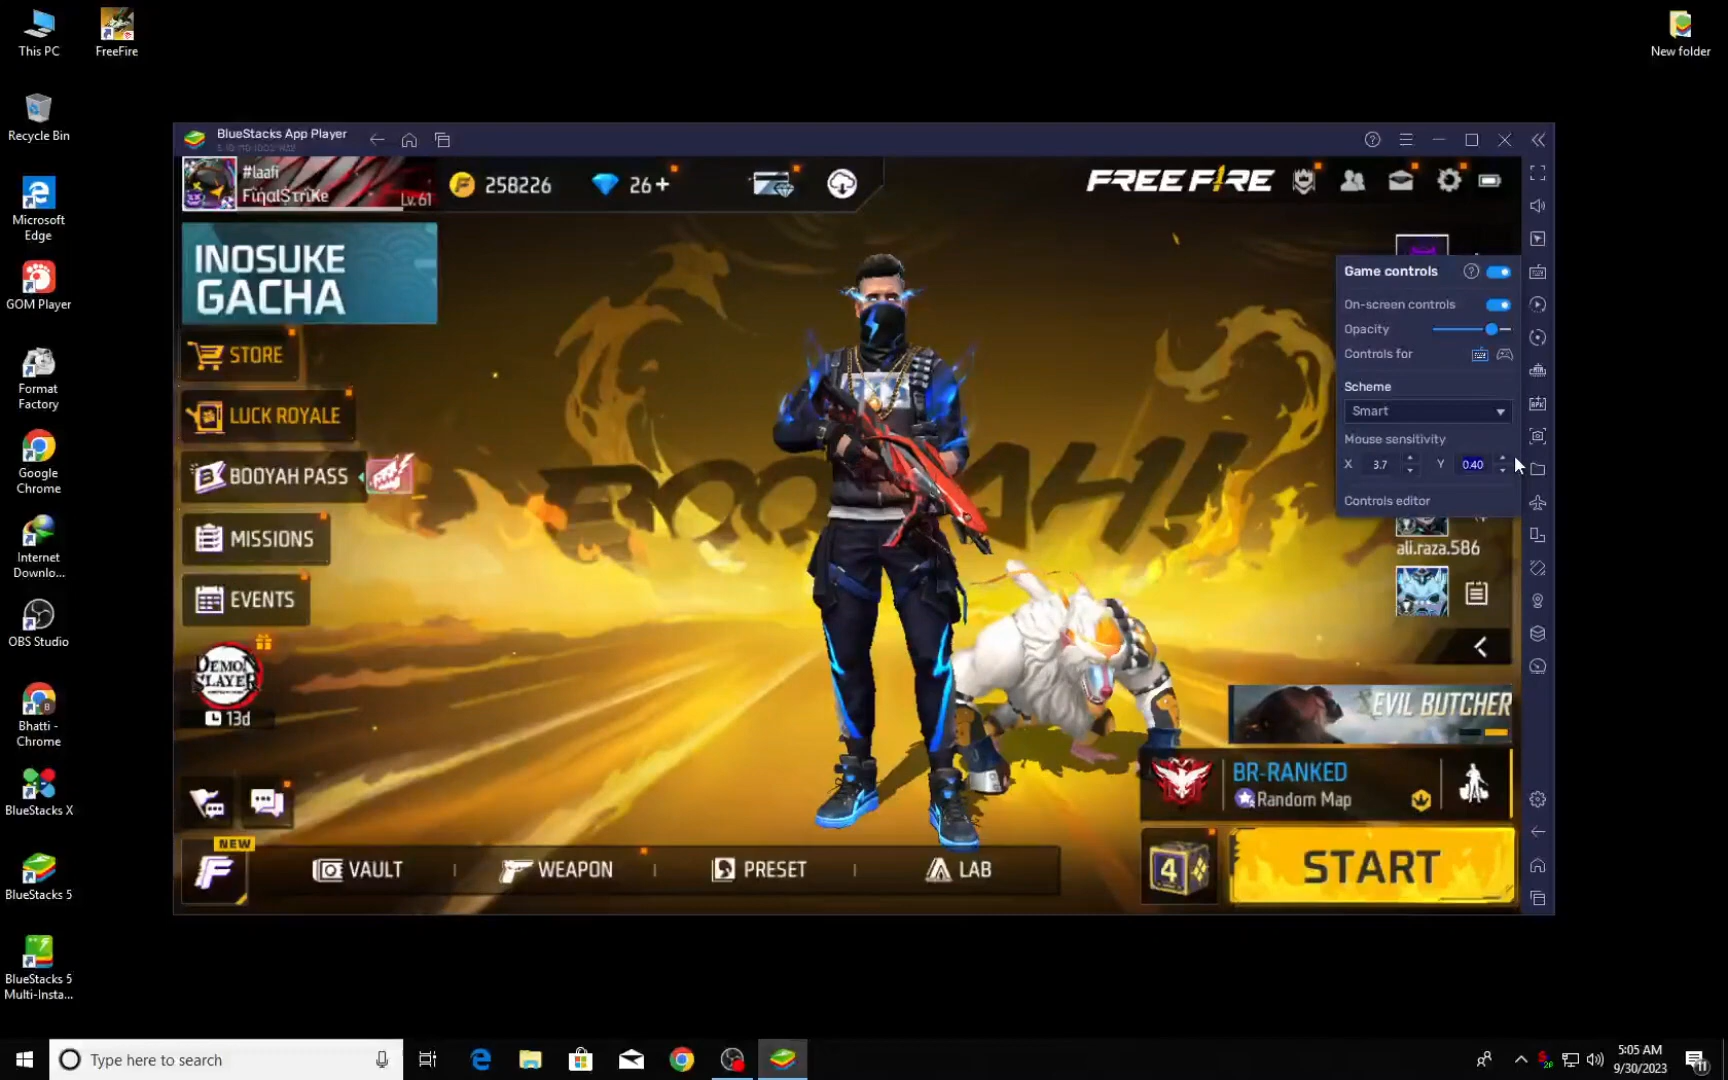 This PC
FreeFire
New folder
Recycle Bin
Microsoft
Edge
GOM Player
Format
Factory
Google
Chrome
Internet
Downlo...
OBS Studio
Bhatti -
Chrome
BlueStacks X
BlueStacks 5
BlueStacks 5
Multi-Insta...
BlueStacks App Player
#laafi
FinalStriKe
Lv.61
258226
26+
FREE FIRE
INOSUKE
GACHA
STORE
LUCK ROYALE
BOOYAH PASS
MISSIONS
EVENTS
DEMON
SLAYER
13d
NEW
VAULT
WEAPON
PRESET
LAB
BOOYAH!
Game controls
On-screen controls
Opacity
Controls for
Scheme
Smart
Mouse sensitivity
X 3.7 Y 0.40
Controls editor
ali.raza.586
EVIL BUTCHER
BR-RANKED
Random Map
4
START
Type here to search
5:05 AM
9/30/2023
11